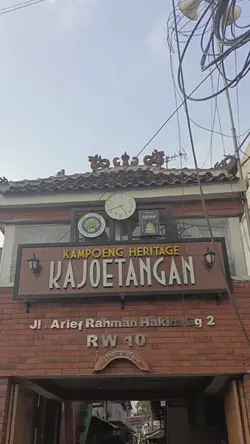 KAMPOENG HERITAGE
KAJOETANGAN
Jl. Arief Rahman Hakim Gg 2
RW 10